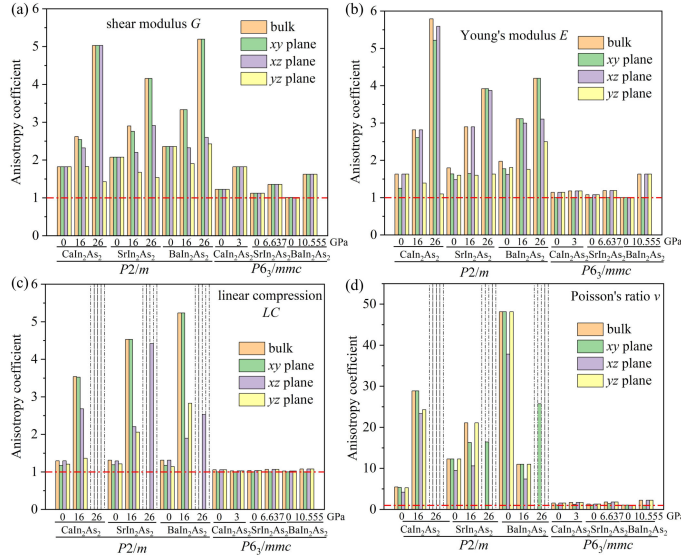 (a)
shear modulus G
bulk
xy plane
xz plane
yz plane
Anisotropy coefficient
6
5
4
3
2
1
0 16 26 0 16 26 0 16 26 0 3 0 6.637 0 10.555 GPa
CaIn2As2 SrIn2As2 BaIn2As2 CaIn2As2 SrIn2As2 BaIn2As2
P2/m P63/mmc
(b)
Young's modulus E
bulk
xy plane
xz plane
yz plane
Anisotropy coefficient
6
5
4
3
2
1
0 16 26 0 16 26 0 16 26 0 3 0 6.637 0 10.555 GPa
CaIn2As2 SrIn2As2 BaIn2As2 CaIn2As2 SrIn2As2 BaIn2As2
P2/m P63/mmc
(c)
linear compression
LC
bulk
xy plane
xz plane
yz plane
Anisotropy coefficient
6
5
4
3
2
1
0 16 26 0 16 26 0 16 26 0 3 0 6.637 0 10.555 GPa
CaIn2As2 SrIn2As2 BaIn2As2 CaIn2As2 SrIn2As2 BaIn2As2
P2/m P63/mmc
(d)
Poisson's ratio v
bulk
xy plane
xz plane
yz plane
Anisotropy coefficient
50
40
30
20
10
0
0 16 26 0 16 26 0 16 26 0 3 0 6.637 0 10.555 GPa
CaIn2As2 SrIn2As2 BaIn2As2 CaIn2As2 SrIn2As2 BaIn2As2
P2/m P63/mmc